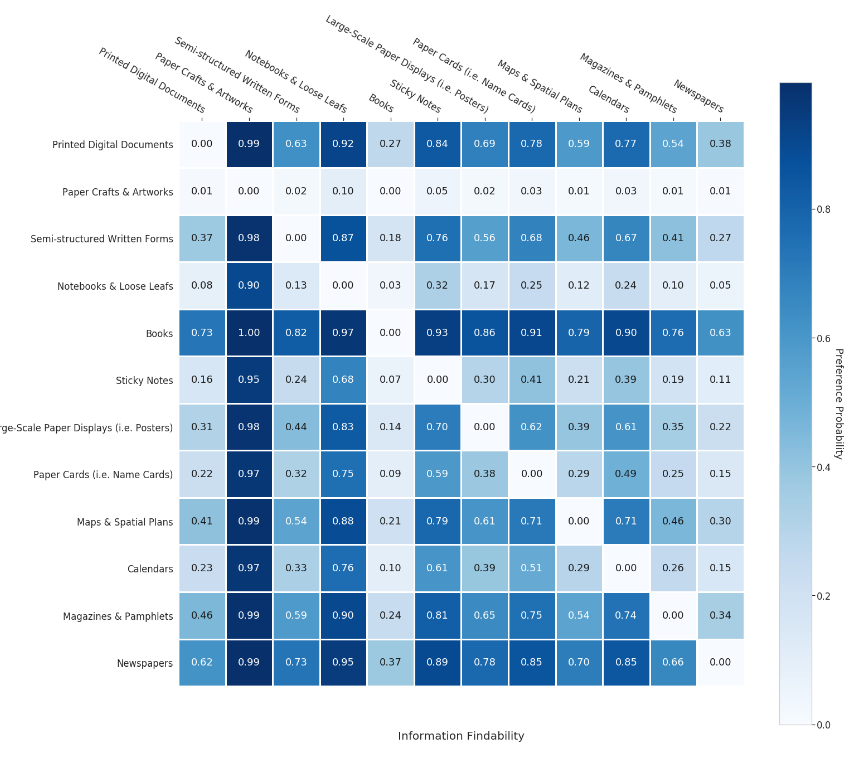 Printed Digital Documents
Paper Crafts & Artworks
Semi-structured Written Forms
Notebooks & Loose Leafs
Books
Sticky Notes
Large-Scale Paper Displays (i.e. Posters)
Paper Cards (i.e. Name Cards)
Maps & Spatial Plans
Calendars
Magazines & Pamphlets
Newspapers
Printed Digital Documents 0.00 0.99 0.63 0.92 0.27 0.84 0.69 0.78 0.59 0.77 0.54 0.38
Paper Crafts & Artworks 0.01 0.00 0.02 0.10 0.00 0.05 0.02 0.03 0.01 0.03 0.01 0.01
Semi-structured Written Forms 0.37 0.98 0.00 0.87 0.18 0.76 0.56 0.68 0.46 0.67 0.41 0.27
Notebooks & Loose Leafs 0.08 0.90 0.13 0.00 0.03 0.32 0.17 0.25 0.12 0.24 0.10 0.05
Books 0.73 1.00 0.82 0.97 0.00 0.93 0.86 0.91 0.79 0.90 0.76 0.63
Sticky Notes 0.16 0.95 0.24 0.68 0.07 0.00 0.30 0.41 0.21 0.39 0.19 0.11
rge-Scale Paper Displays (i.e. Posters) 0.31 0.98 0.44 0.83 0.14 0.70 0.00 0.62 0.39 0.61 0.35 0.22
Paper Cards (i.e. Name Cards) 0.22 0.97 0.32 0.75 0.09 0.59 0.38 0.00 0.29 0.49 0.25 0.15
Maps & Spatial Plans 0.41 0.99 0.54 0.88 0.21 0.79 0.61 0.71 0.00 0.71 0.46 0.30
Calendars 0.23 0.97 0.33 0.76 0.10 0.61 0.39 0.51 0.29 0.00 0.26 0.15
Magazines & Pamphlets 0.46 0.99 0.59 0.90 0.24 0.81 0.65 0.75 0.54 0.74 0.00 0.34
Newspapers 0.62 0.99 0.73 0.95 0.37 0.89 0.78 0.85 0.70 0.85 0.66 0.00
Information Findability
0.8
0.6
0.4
0.2
0.0
Preference Probability